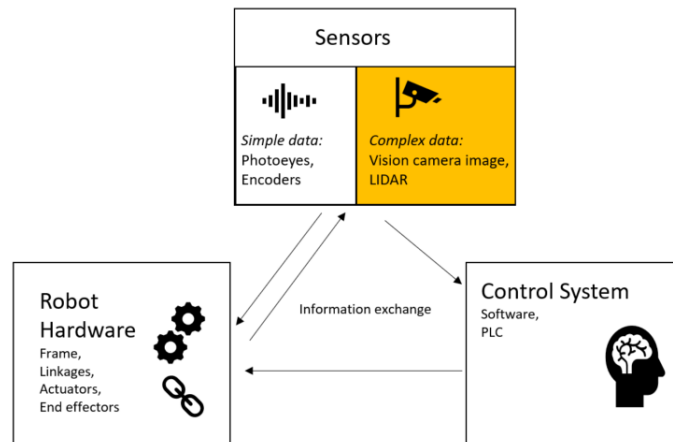 Sensors
Simple data:
Photoeyes,
Encoders
Complex data:
Vision camera image,
LIDAR
Robot
Hardware
Frame,
Linkages,
Actuators,
End effectors
Information exchange
Control System
Software,
PLC